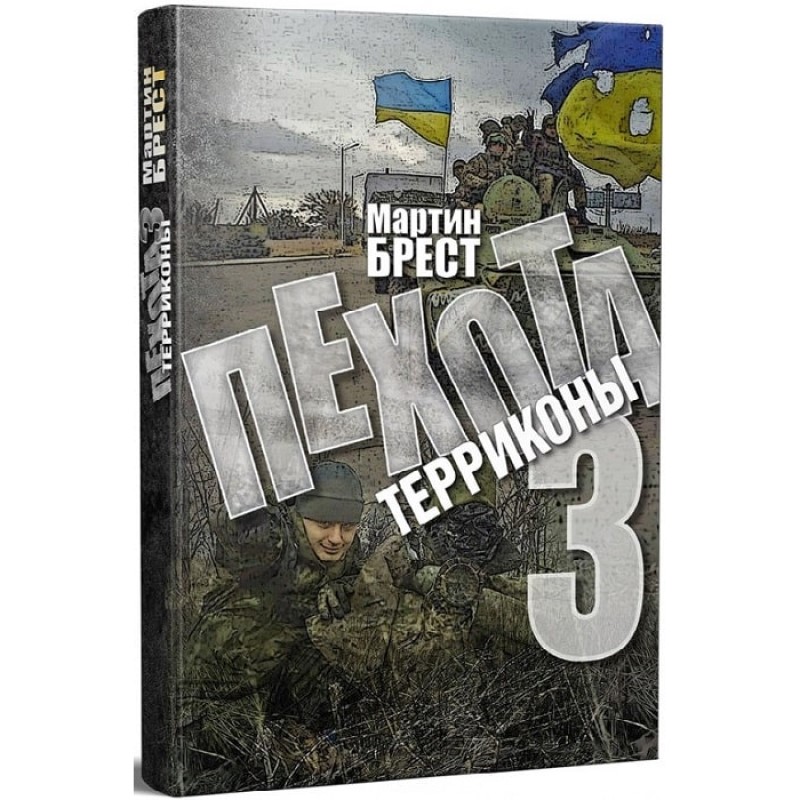 Мартин
БРЕСТ
ПЕХОТА
ТЕРРИКОНЫ
3
Мартин
БРЕСТ
ПЕХОТА 3
ТЕРРИКОНЫ